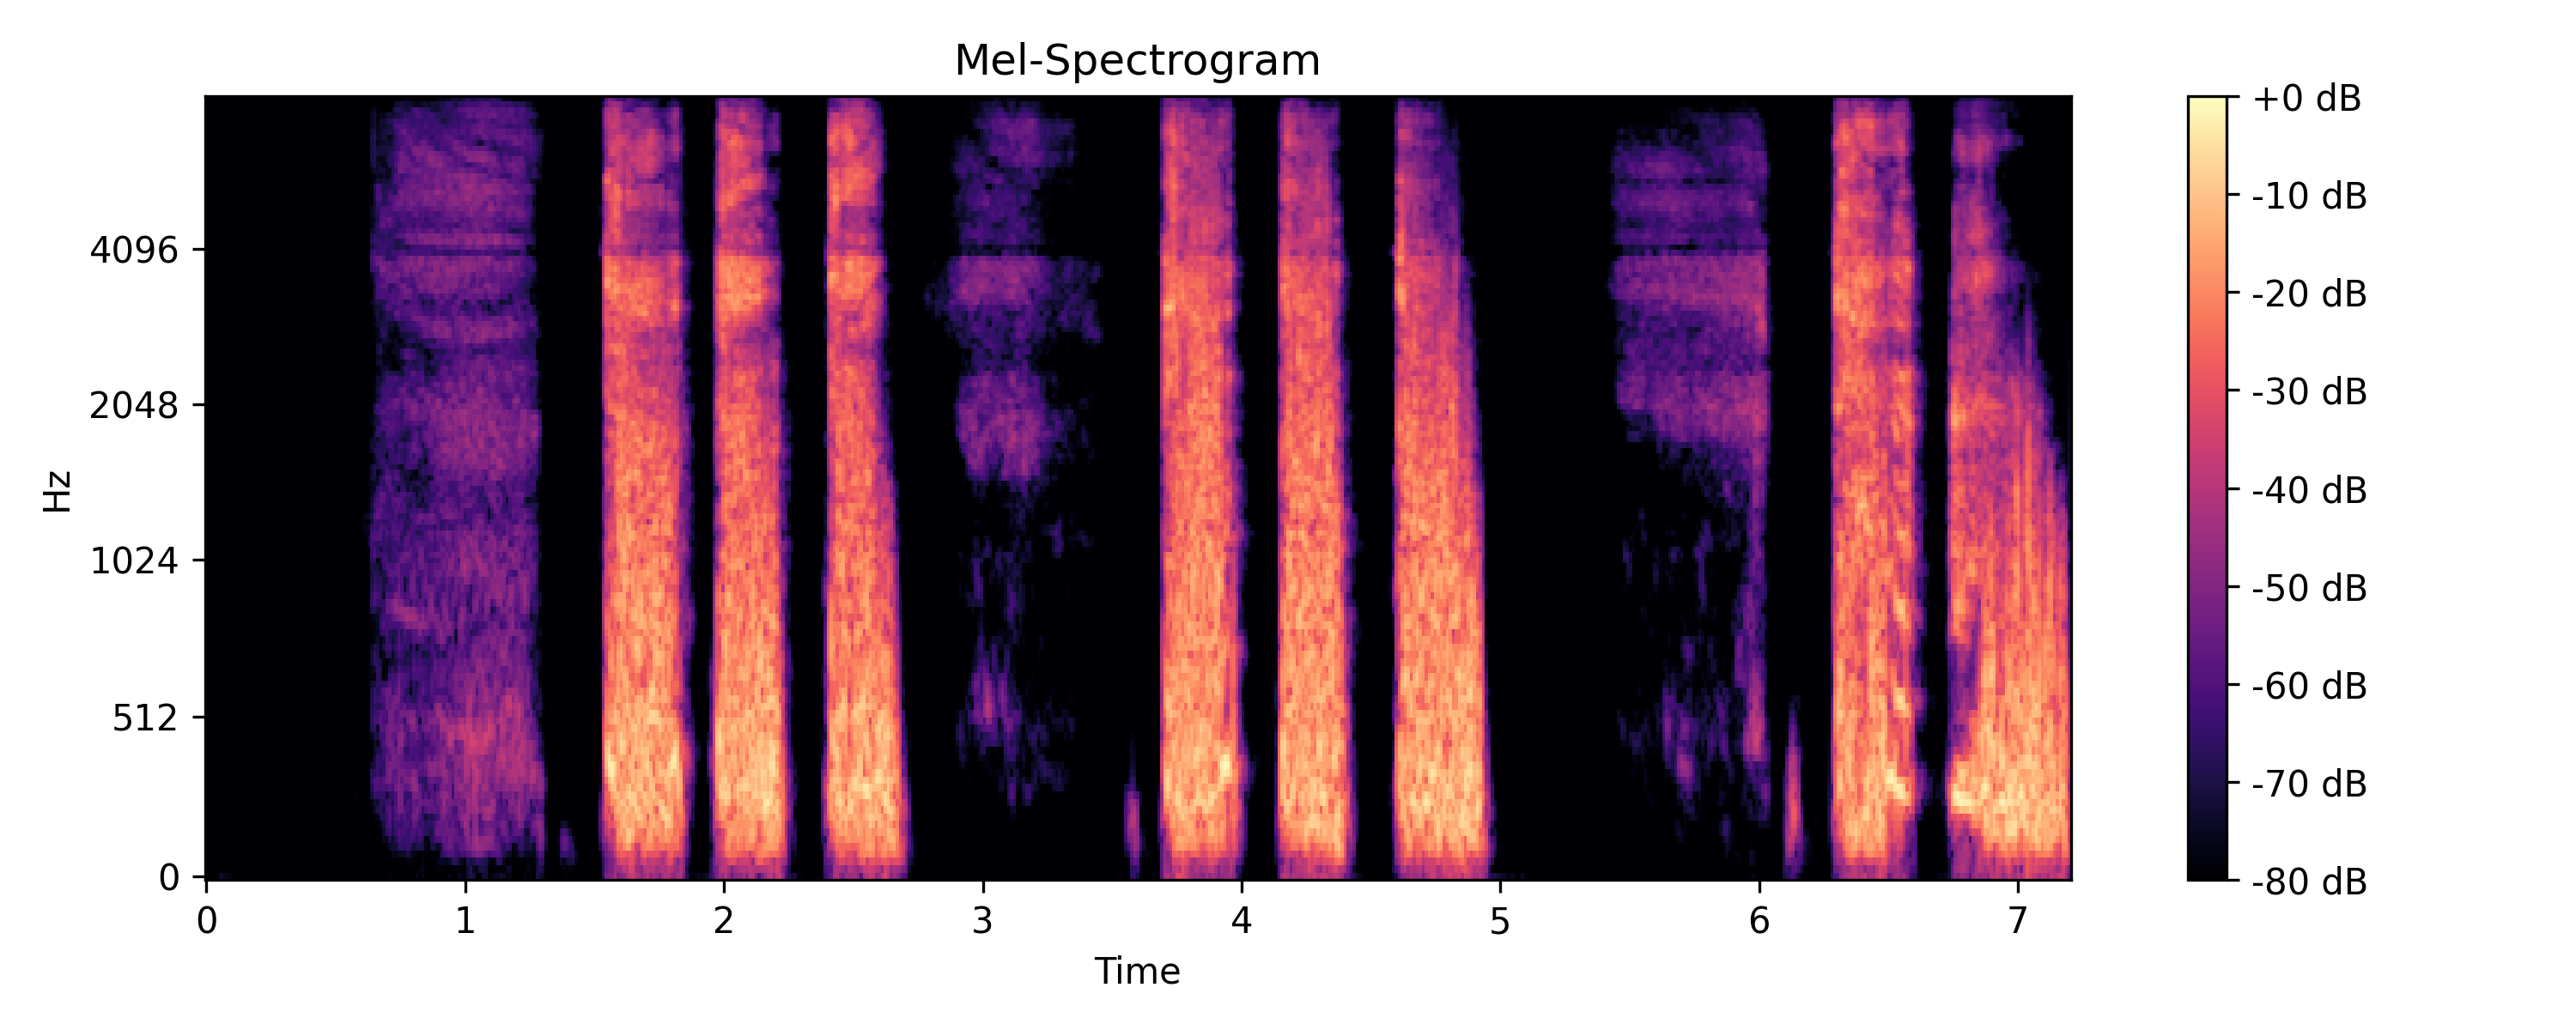 Mel-Spectrogram
+0 dB
-10 dB
4096
-20 dB
-30 dB
2048
Hz
-40 dB
1024
-50 dB
512
-60 dB
-70 dB
0
-80 dB
0 1 2 3 4 5 6 7
Time